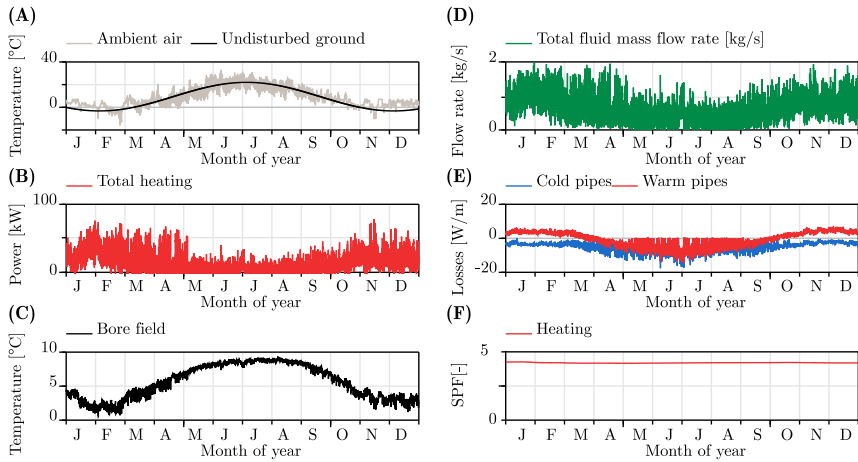 (A)
Ambient air Undisturbed ground
Temperature [°C]
40
0
J F M A M J J A S O N D
Month of year
(B)
Total heating
Power [kW]
100
0
J F M A M J J A S O N D
Month of year
(C)
Bore field
Temperature [°C]
10
5
0
J F M A M J J A S O N D
Month of year
(D)
Total fluid mass flow rate [kg/s]
Flow rate [kg/s]
2
1
0
J F M A M J J A S O N D
Month of year
(E)
Cold pipes Warm pipes
Losses [W/m]
20
0
-20
J F M A M J J A S O N D
Month of year
(F)
Heating
SPF[-]
5
0
J F M A M J J A S O N D
Month of year